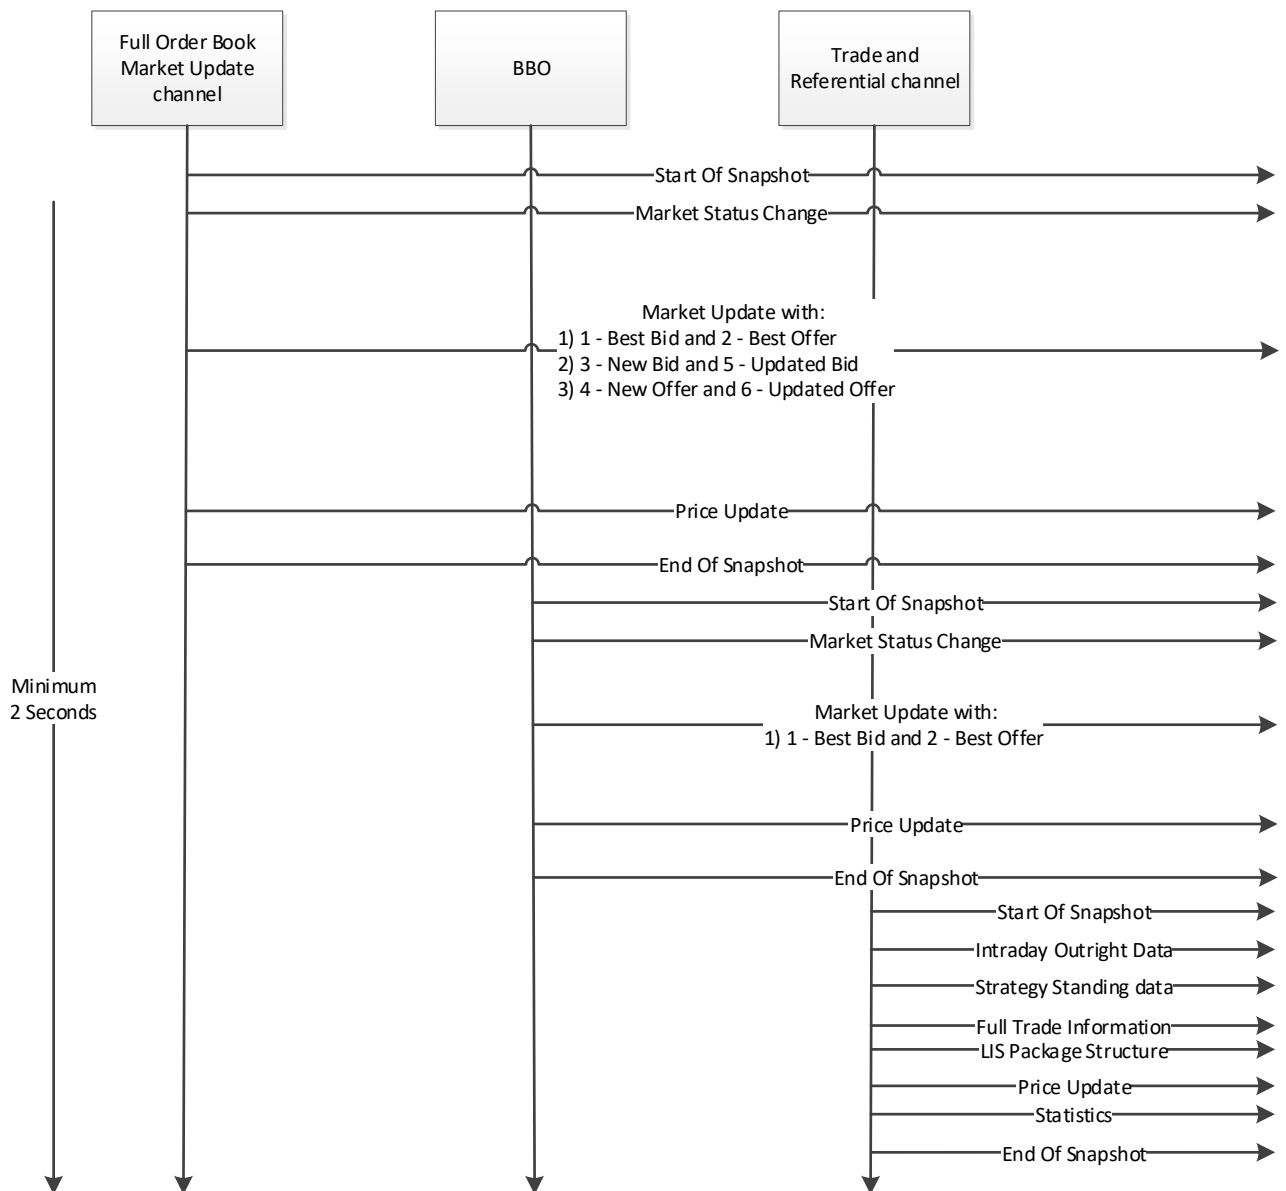 Full Order Book
Market Update
channel
BBO
Trade and
Referential channel
Start Of Snapshot
Market Status Change
Market Update with:
1) 1 - Best Bid and 2 - Best Offer
2) 3 - New Bid and 5 - Updated Bid
3) 4 - New Offer and 6 - Updated Offer
Price Update
End Of Snapshot
Start Of Snapshot
Market Status Change
Minimum
2 Seconds
Market Update with:
1) 1 - Best Bid and 2 - Best Offer
Price Update
End Of Snapshot
Start Of Snapshot
Intraday Outright Data
Strategy Standing data
Full Trade Information
LIS Package Structure
Price Update
Statistics
End Of Snapshot